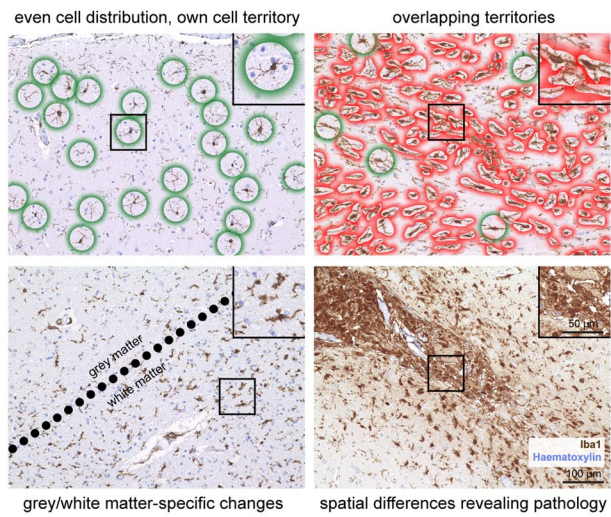 even cell distribution, own cell territory
overlapping territories
grey matter
white matter
50 µm
Iba1
Haematoxylin
100 µm
grey/white matter-specific changes
spatial differences revealing pathology